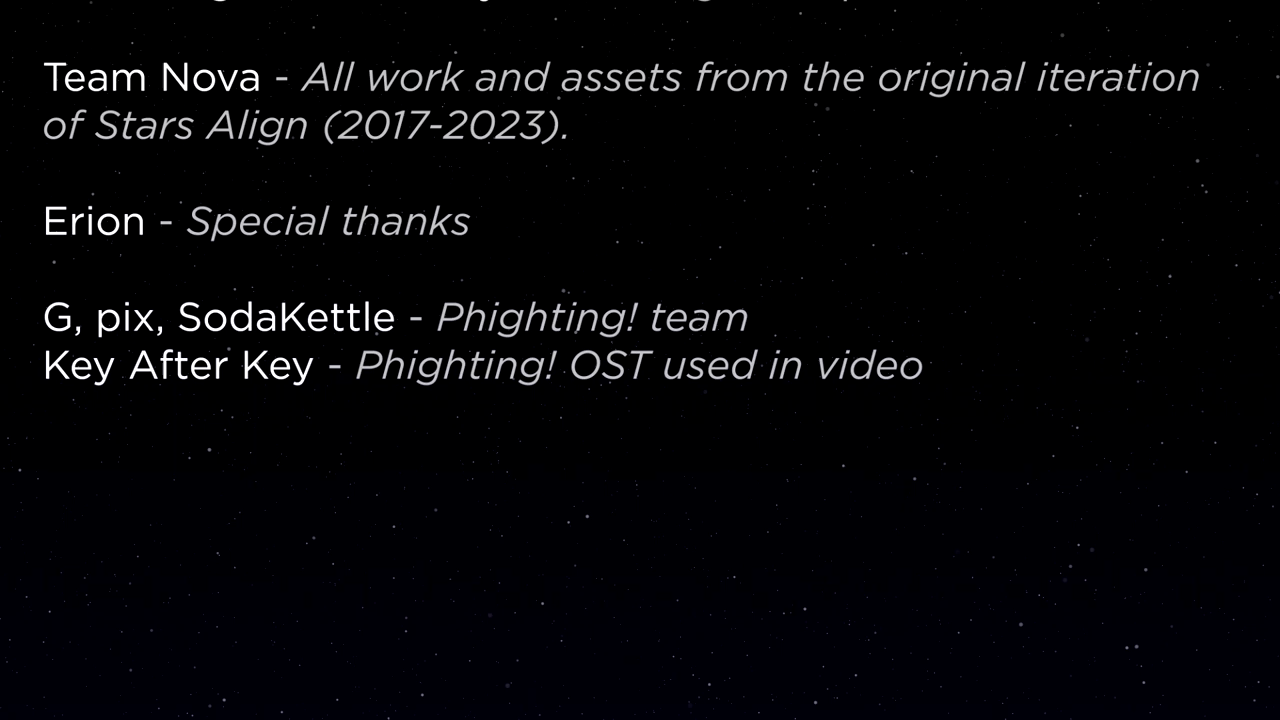 Team Nova - All work and assets from the original iteration
of Stars Align (2017-2023).
Erion - Special thanks
G, pix, SodaKettle - Phighting! team
Key After Key - Phighting! OST used in video